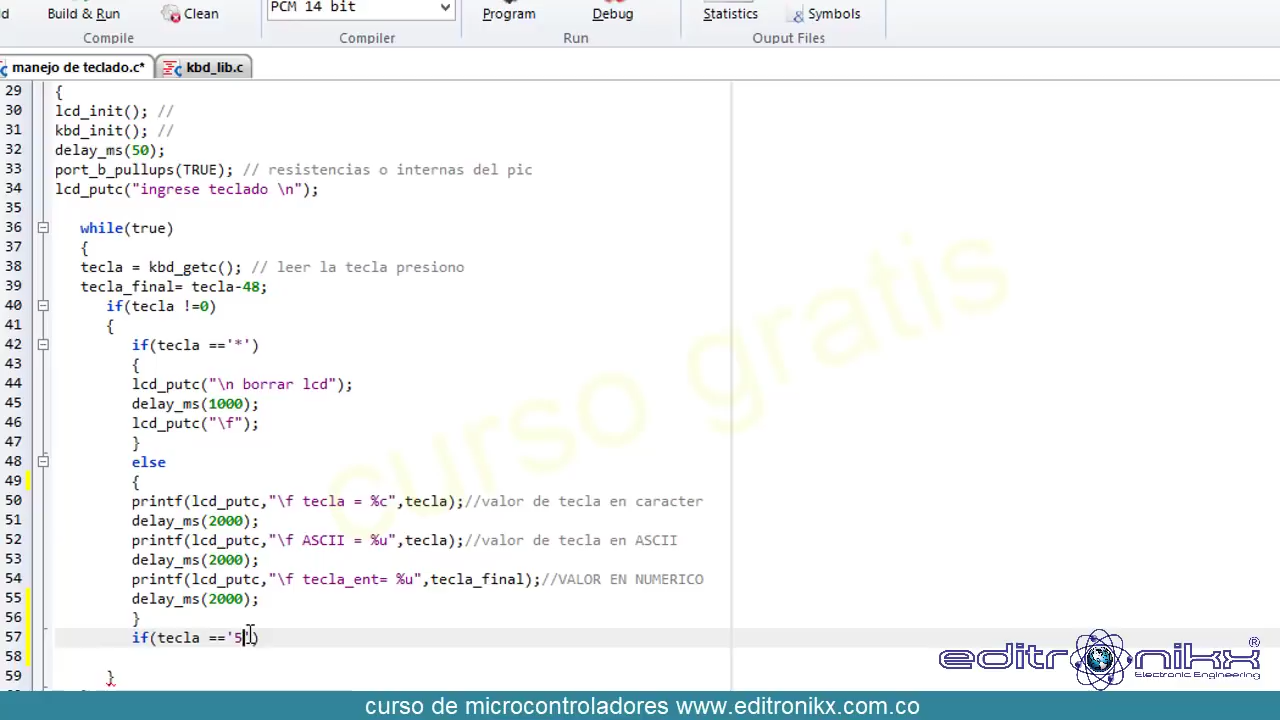 Build & Run
Clean
PCM 14 bit
Program
Debug
Statistics
Symbols
Compile
Compiler
Run
Ouput Files
manejo de teclado.c*
kbd_lib.c
29 {
30 lcd_init(); //
31 kbd_init(); //
32 delay_ms(50);
33 port_b_pullups(TRUE); // resistencias o internas del pic
34 lcd_putc("ingrese teclado \n");
35
36 while(true)
37 {
38 tecla = kbd_getc(); // leer la tecla presiono
39 tecla_final= tecla-48;
40 if(tecla !=0)
41 {
42 if(tecla =='*')
43 {
44 lcd_putc("\n borrar lcd");
45 delay_ms(1000);
46 lcd_putc("\f");
47 }
48 else
49 {
50 printf(lcd_putc,"\f tecla = %c",tecla);//valor de tecla en caracter
51 delay_ms(2000);
52 printf(lcd_putc,"\f ASCII = %u",tecla);//valor de tecla en ASCII
53 delay_ms(2000);
54 printf(lcd_putc,"\f tecla_ent= %u",tecla_final);//VALOR EN NUMERICO
55 delay_ms(2000);
56 }
57 if(tecla =='5')
58
59 }
curso gratis
editronikx ®
Electronic Engineering
curso de microcontroladores www.editronikx.com.co